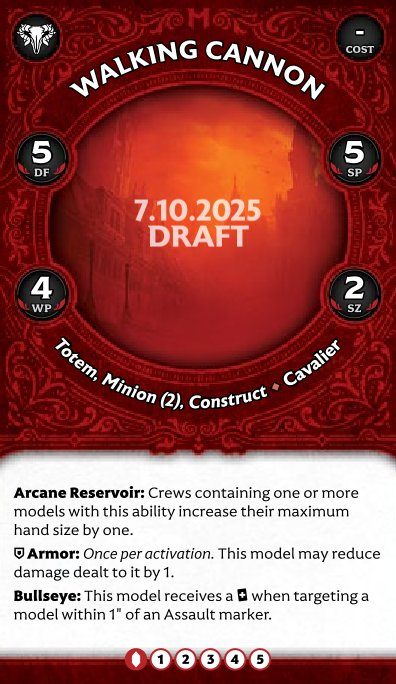 WALKING CANNON
-
COST
5
DF
5
SP
7.10.2025
DRAFT
4
WP
2
SZ
Totem, Minion (2), Construct • Cavalier
Arcane Reservoir: Crews containing one or more
models with this ability increase their maximum
hand size by one.
Armor: Once per activation. This model may reduce
damage dealt to it by 1.
Bullseye: This model receives a + when targeting a
model within 1" of an Assault marker.
1 2 3 4 5